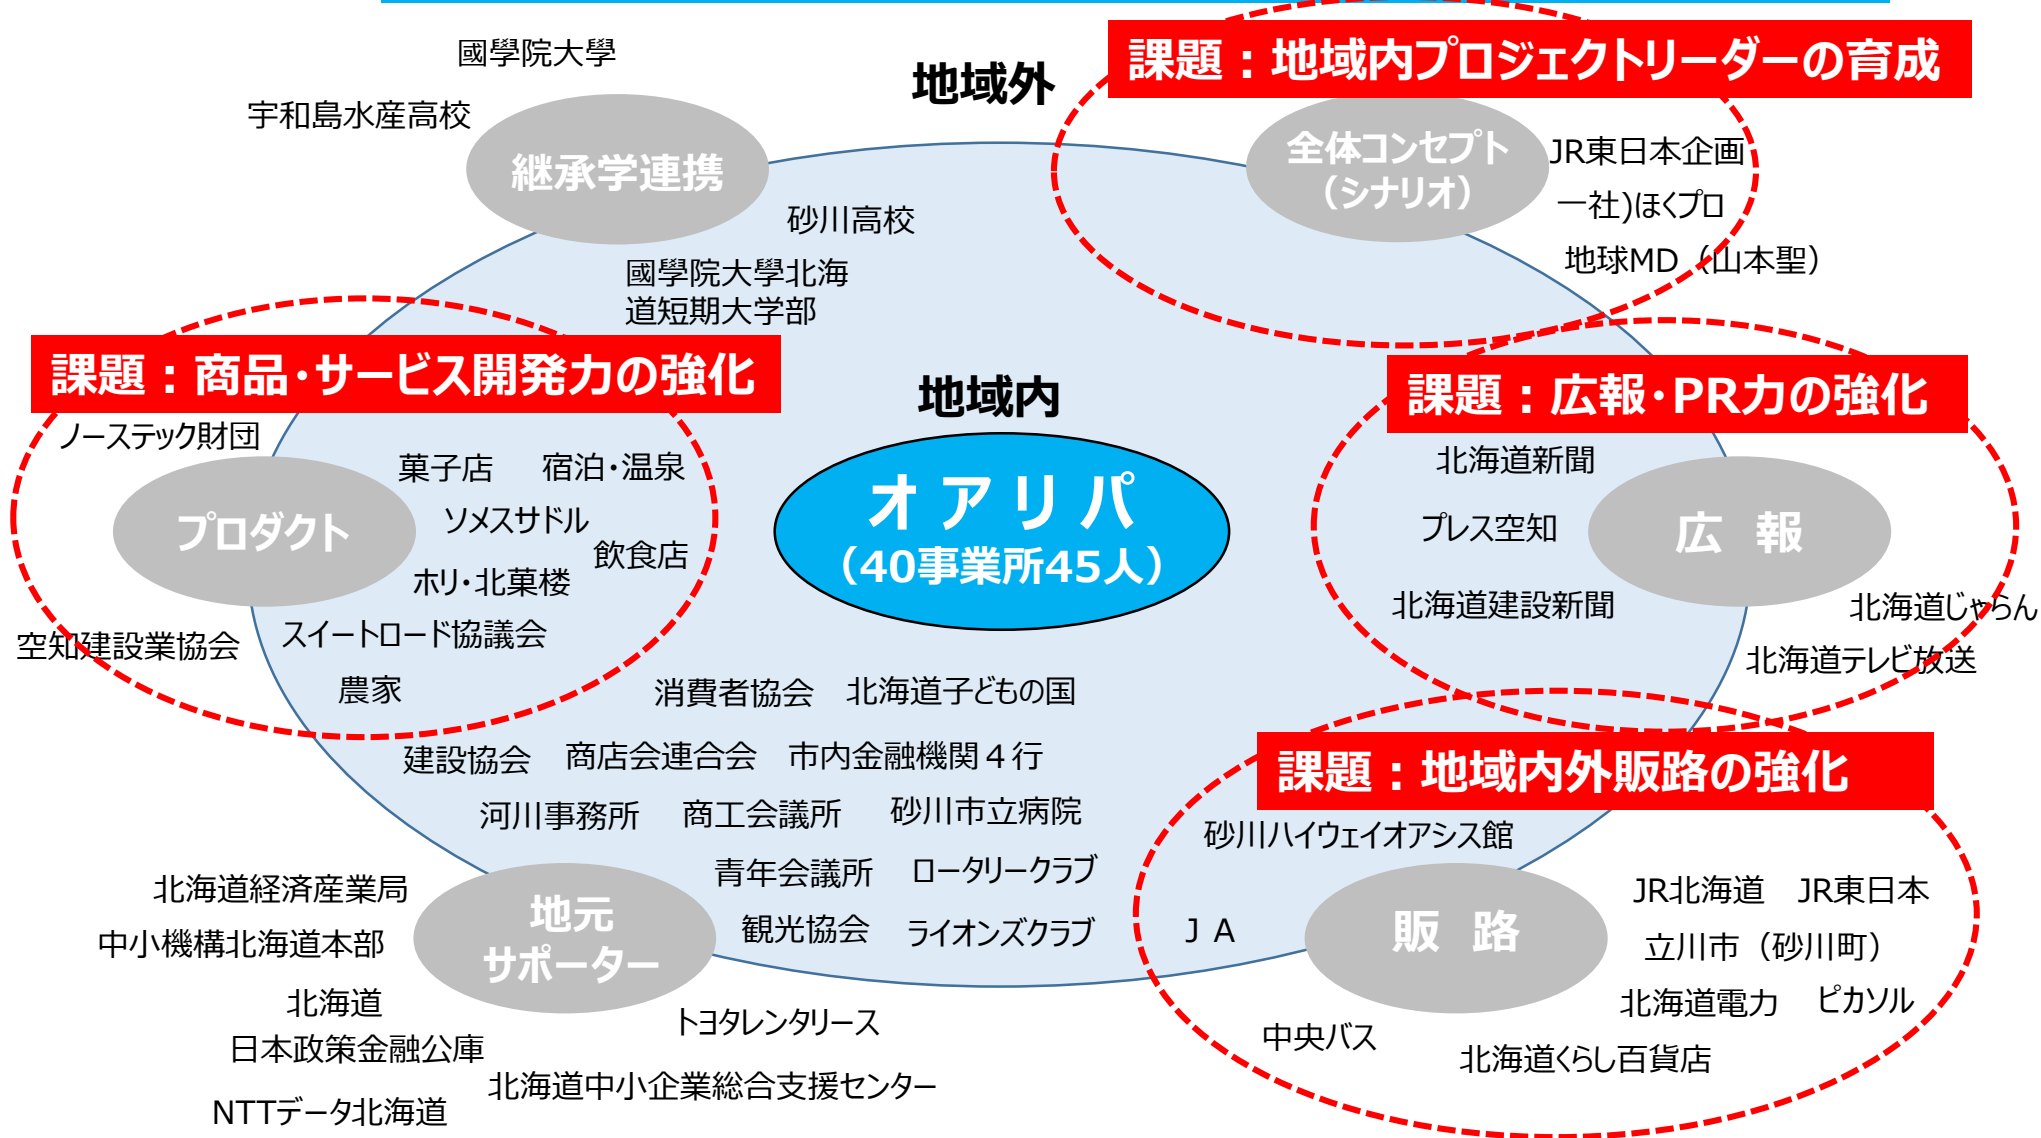 國學院大學
地域外
課題：地域内プロジェクトリーダーの育成
宇和島水産高校
継承学連携
全体コンセプト
（シナリオ）
JR東日本企画
一社)ほくプロ
地球MD（山本聖）
砂川高校
國學院大學北海
道短期大学部
課題：商品・サービス開発力の強化
地域内
課題：広報・PR力の強化
ノーステック財団
菓子店
宿泊・温泉
ソメスサドル
飲食店
ホリ・北菓楼
プロダクト
オアリパ
（40事業所45人）
北海道新聞
プレス空知
広　報
北海道建設新聞
北海道じゃらん
北海道テレビ放送
空知建設業協会
スイートロード協議会
農家
消費者協会
北海道子どもの国
建設協会
商店会連合会
市内金融機関４行
課題：地域内外販路の強化
河川事務所
商工会議所
砂川市立病院
砂川ハイウェイオアシス館
青年会議所
ロータリークラブ
観光協会
ライオンズクラブ
ＪＡ
北海道経済産業局
中小機構北海道本部
地元
サポーター
販　路
JR北海道
JR東日本
立川市（砂川町）
北海道電力
ピカソル
北海道
日本政策金融公庫
トヨタレンタリース
中央バス
北海道くらし百貨店
北海道中小企業総合支援センター
NTTデータ北海道